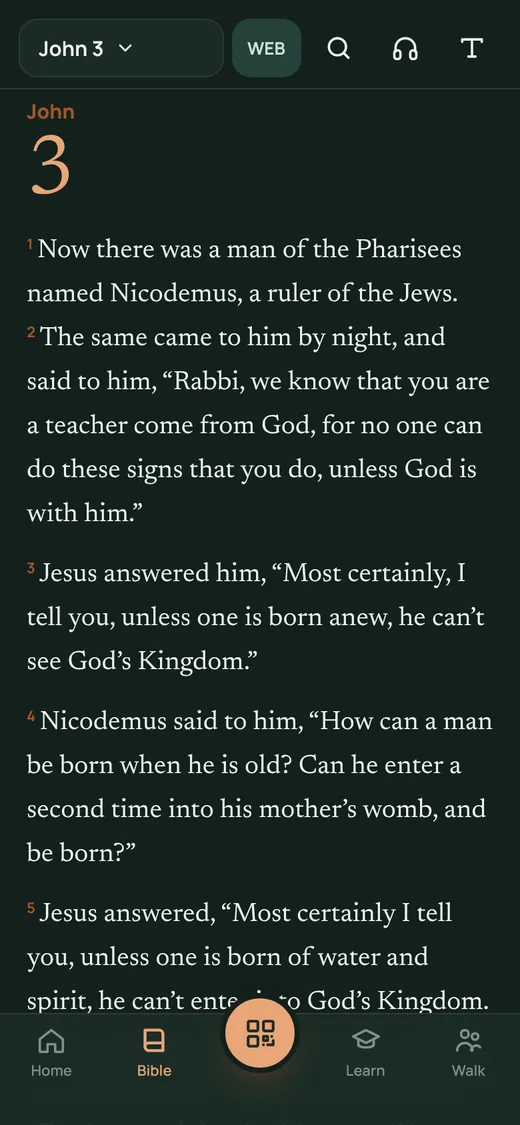 John 3
WEB
John
3
1 Now there was a man of the Pharisees
named Nicodemus, a ruler of the Jews.
2 The same came to him by night, and
said to him, “Rabbi, we know that you are
a teacher come from God, for no one can
do these signs that you do, unless God is
with him.”
3 Jesus answered him, “Most certainly, I
tell you, unless one is born anew, he can’t
see God’s Kingdom.”
4 Nicodemus said to him, “How can a man
be born when he is old? Can he enter a
second time into his mother’s womb, and
be born?”
5 Jesus answered, “Most certainly I tell
you, unless one is born of water and
spirit, he can’t to God’s Kingdom.
Home
Bible
Learn
Walk